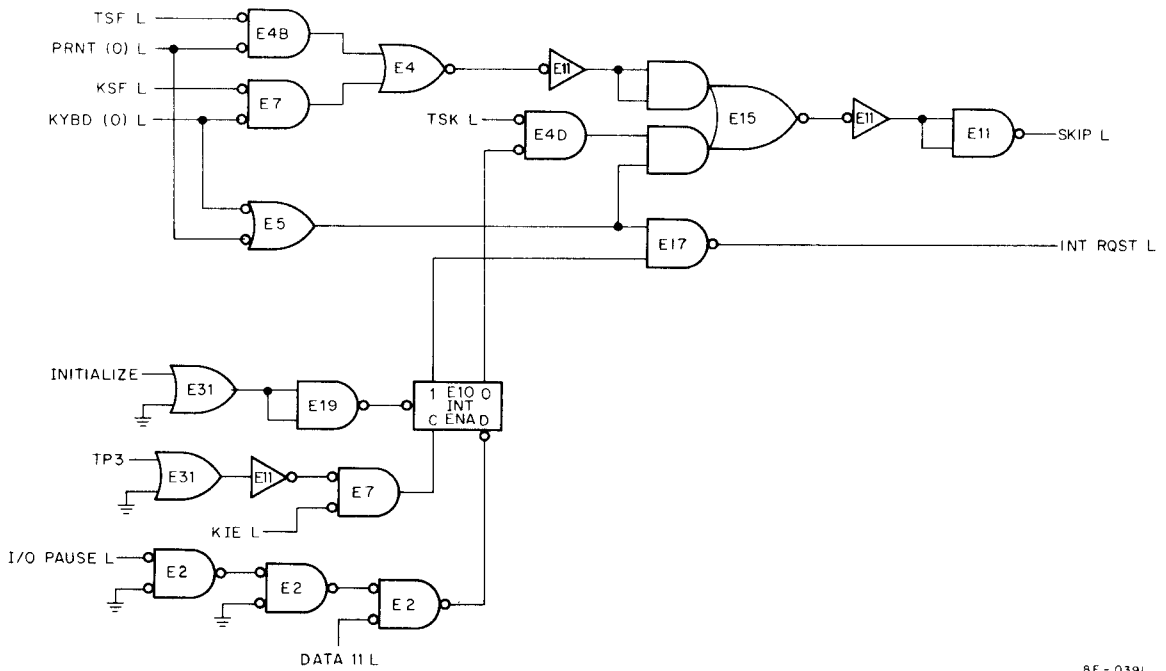 TSF L
E4B
PRNT (0) L
E4
E11
KSF L
E7
KYBD (0) L
TSK L
E4D
E15
E11
E11
SKIP L
E5
E17
INT RQST L
INITIALIZE
E31
E19
1 E10 0
INT
C ENA D
TP3
E31
E11
E7
KIE L
I/O PAUSE L
E2
E2
E2
DATA 11 L
8E-0391